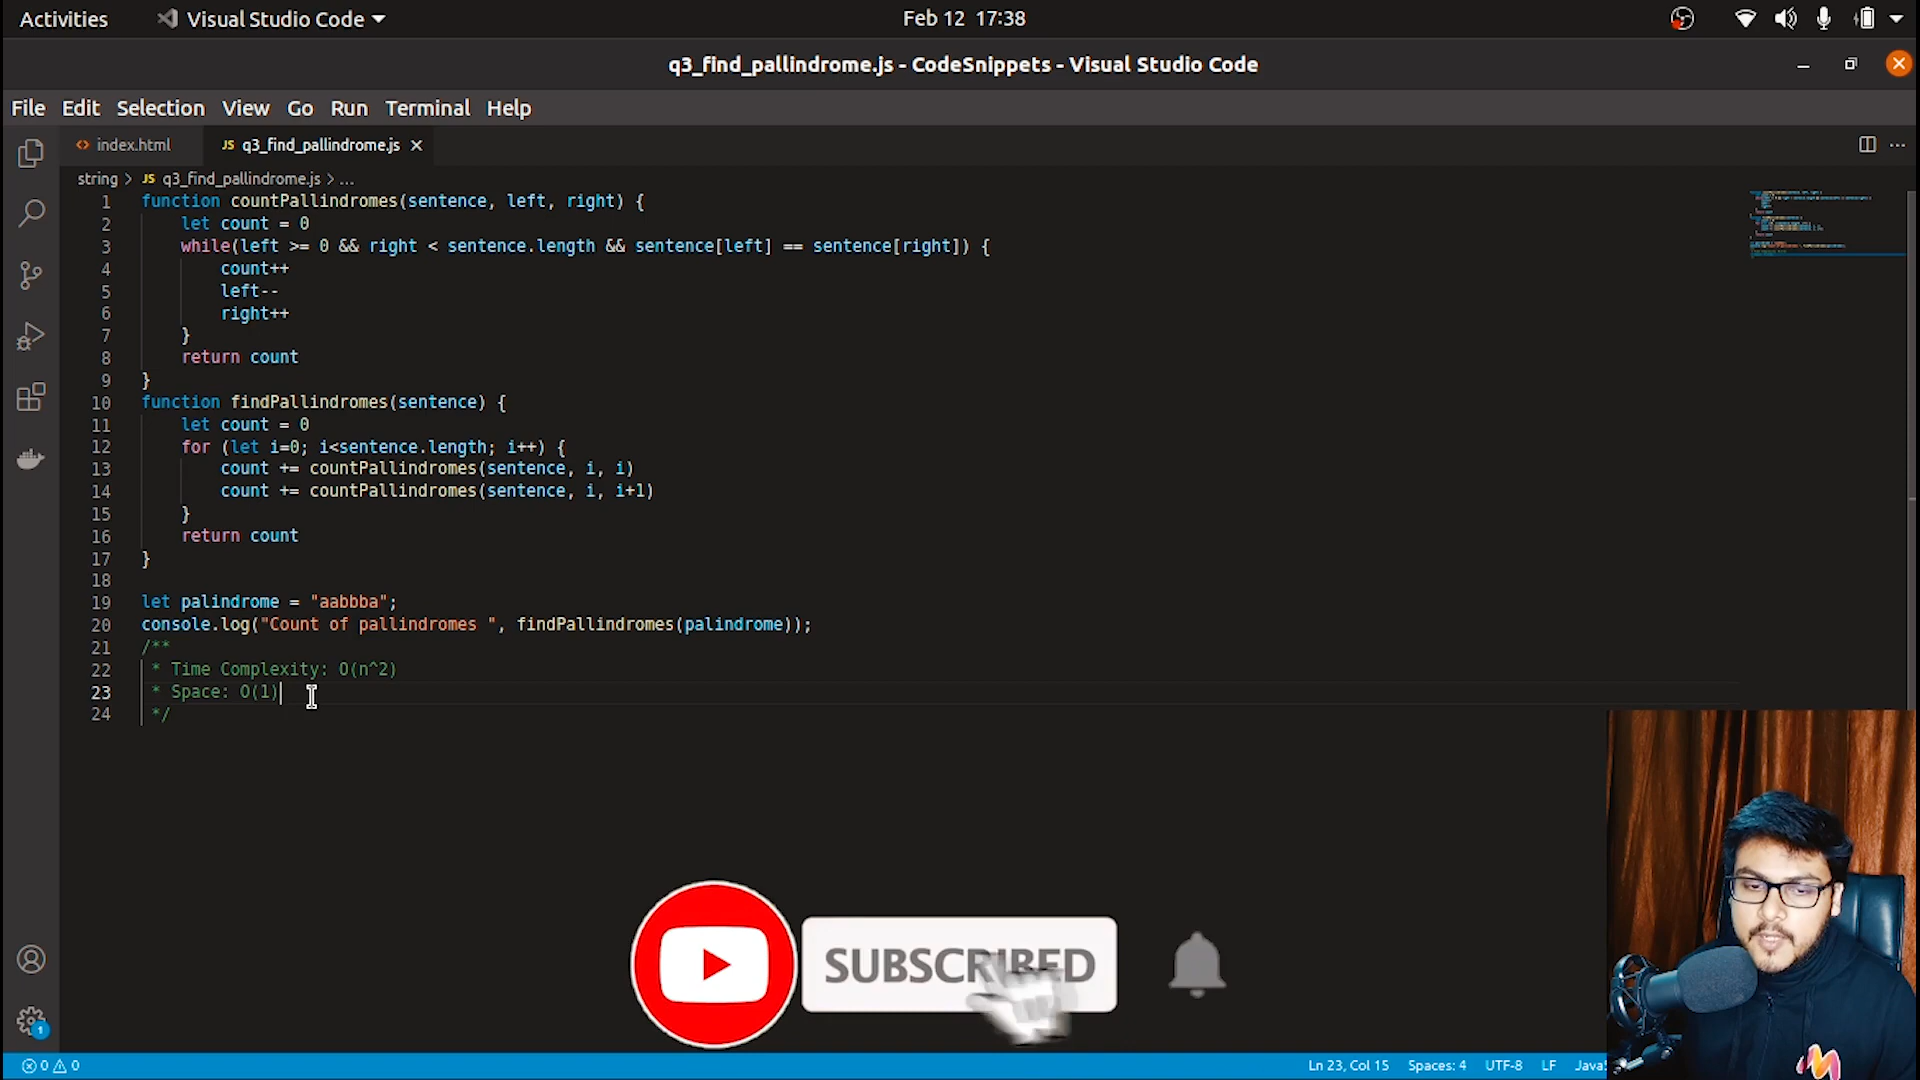 Activities Visual Studio Code Feb 12 17:38
q3_find_pallindrome.js - CodeSnippets - Visual Studio Code
File Edit Selection View Go Run Terminal Help
index.html JS q3_find_pallindrome.js
string > JS q3_find_pallindrome.js > ...
1 function countPallindromes(sentence, left, right) {
2 let count = 0
3 while(left >= 0 && right < sentence.length && sentence[left] == sentence[right]) {
4 count++
5 left--
6 right++
7 }
8 return count
9 }
10 function findPallindromes(sentence) {
11 let count = 0
12 for (let i=0; i<sentence.length; i++) {
13 count += countPallindromes(sentence, i, i)
14 count += countPallindromes(sentence, i, i+1)
15 }
16 return count
17 }
18
19 let palindrome = "aabbba";
20 console.log("Count of pallindromes ", findPallindromes(palindrome));
21 /**
22 * Time Complexity: O(n^2)
23 * Space: O(1)
24 */
SUBSCRIBED
1
0 0 Ln 23, Col 15 Spaces: 4 UTF-8 LF Java